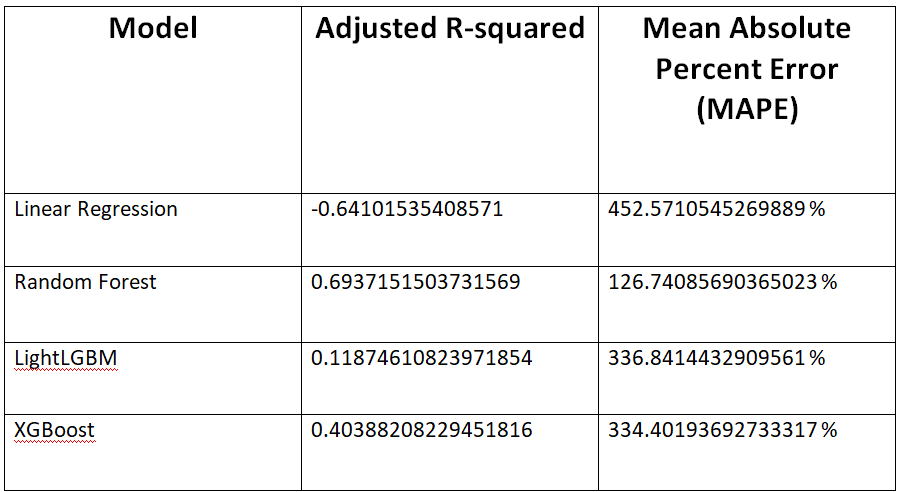 Model Adjusted R-squared Mean Absolute
Percent Error
(MAPE)
Linear Regression -0.64101535408571 452.5710545269889 %
Random Forest 0.6937151503731569 126.74085690365023 %
LightLGBM 0.11874610823971854 336.8414432909561 %
XGBoost 0.40388208229451816 334.40193692733317 %